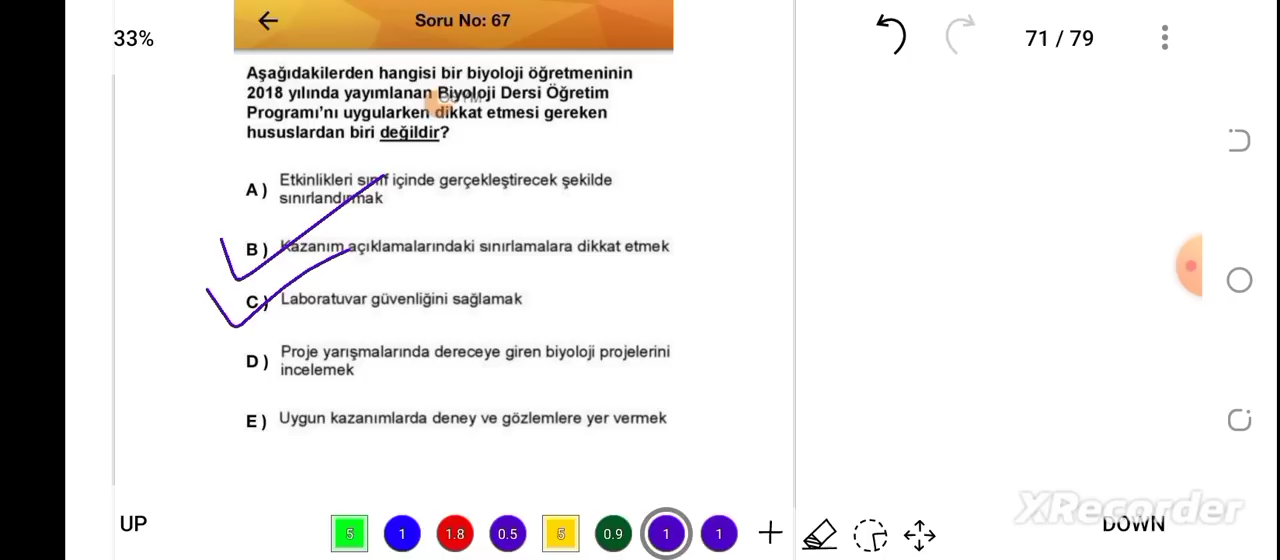 Soru No: 67
33%
71 / 79
Aşağıdakilerden hangisi bir biyoloji öğretmeninin
2018 yılında yayımlanan Biyoloji Dersi Öğretim
Programı'nı uygularken dikkat etmesi gereken
hususlardan biri değildir?
A) Etkinlikleri sınıf içinde gerçekleştirecek şekilde
sınırlandırmak
B) Kazanım açıklamalarındaki sınırlamalara dikkat etmek
C) Laboratuvar güvenliğini sağlamak
D) Proje yarışmalarında dereceye giren biyoloji projelerini
incelemek
E) Uygun kazanımlarda deney ve gözlemlere yer vermek
XRecorder
UP
5 1 1.8 0.5 5 0.9 1 1
DOWN